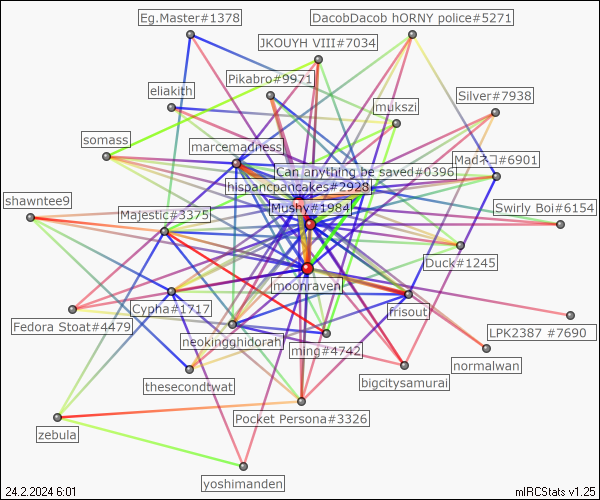 Eg.Master#1378
DacobDacob hORNY police#5271
JKOUYH VIII#7034
Pikabro#9971
eliakith
Silver#7938
mukszi
somass
marcemadness
Madネコ#6901
Can anything be saved#0396
hispanicpancakes#2928
shawntee9
Mushy#1984
Swirly Boi#6154
Majestic#3375
Duck#1245
moonraven
Cypha#1717
frisout
Fedora Stoat#4479
LPK2387 #7690
neokingghidorah
ming#4742
normalwan
thesecondtwat
bigcitysamurai
Pocket Persona#3326
zebula
yoshimanden
24.2.2024 6:01
mIRCStats v1.25